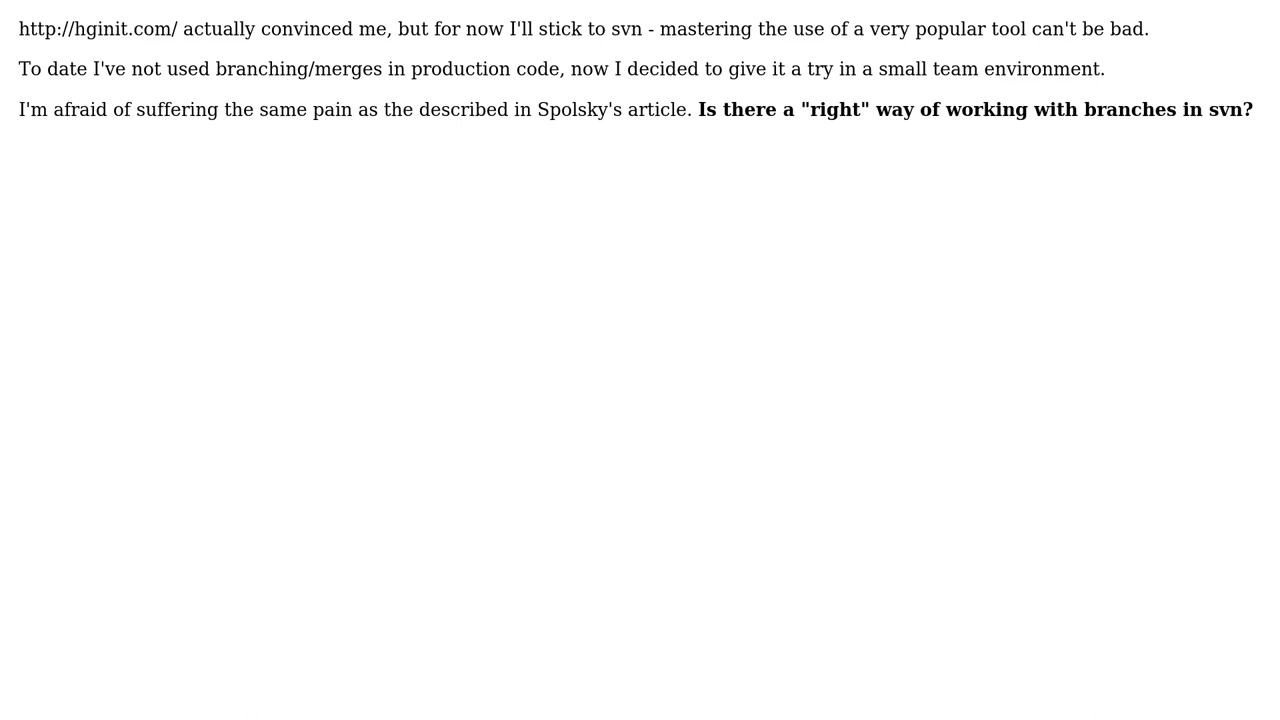 http://hginit.com/ actually convinced me, but for now I'll stick to svn - mastering the use of a very popular tool can't be bad.
To date I've not used branching/merges in production code, now I decided to give it a try in a small team environment.
I'm afraid of suffering the same pain as the described in Spolsky's article. Is there a "right" way of working with branches in svn?